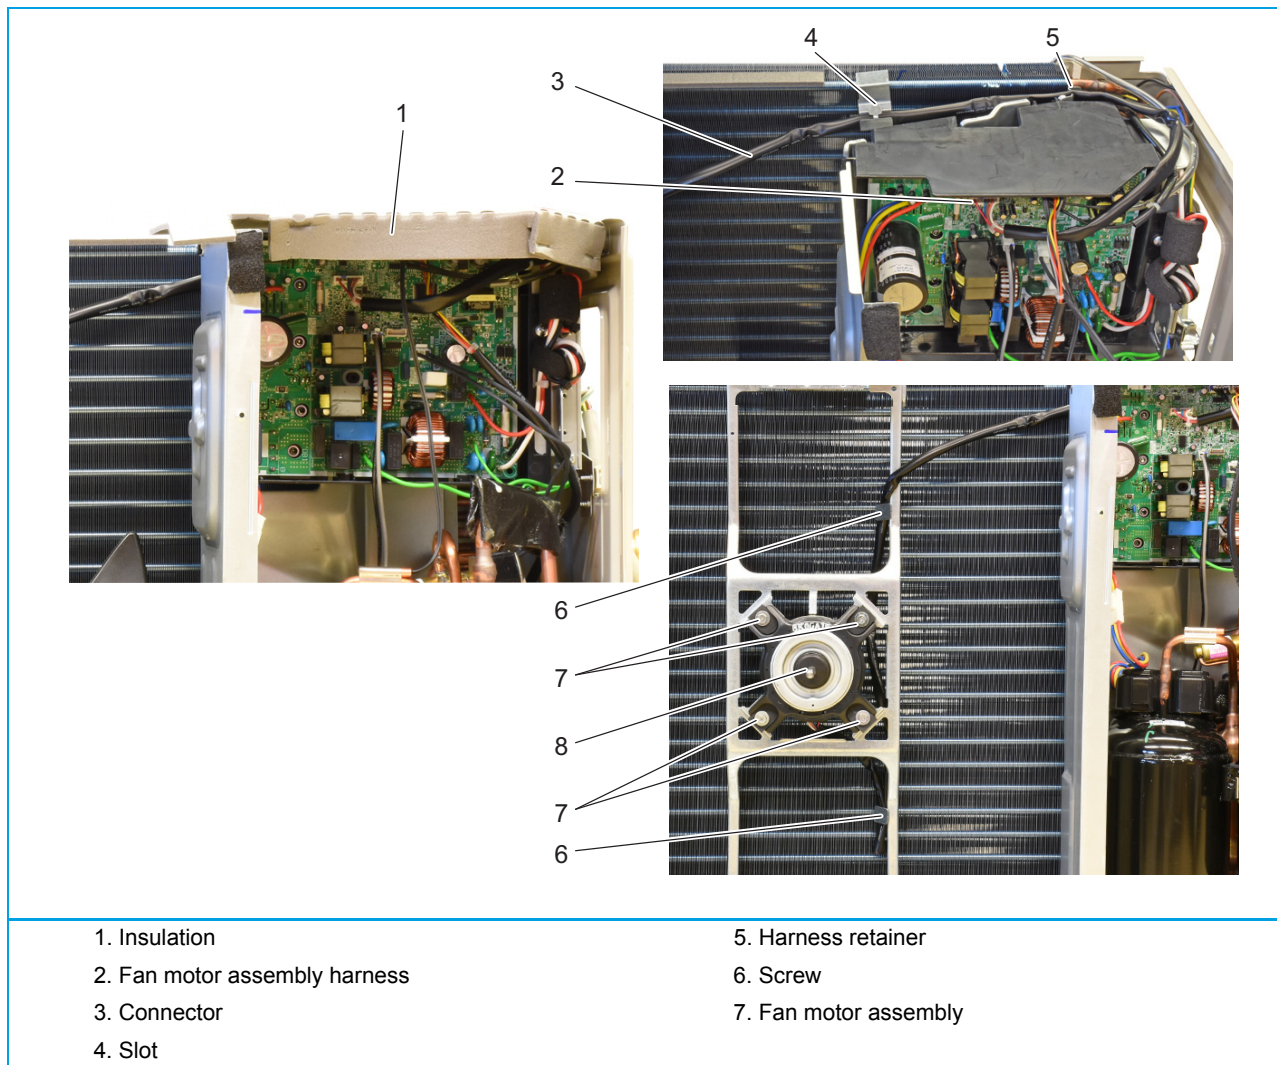 4
5
3
1
2
6
7
8
7
6
1. Insulation
2. Fan motor assembly harness
3. Connector
4. Slot
5. Harness retainer
6. Screw
7. Fan motor assembly